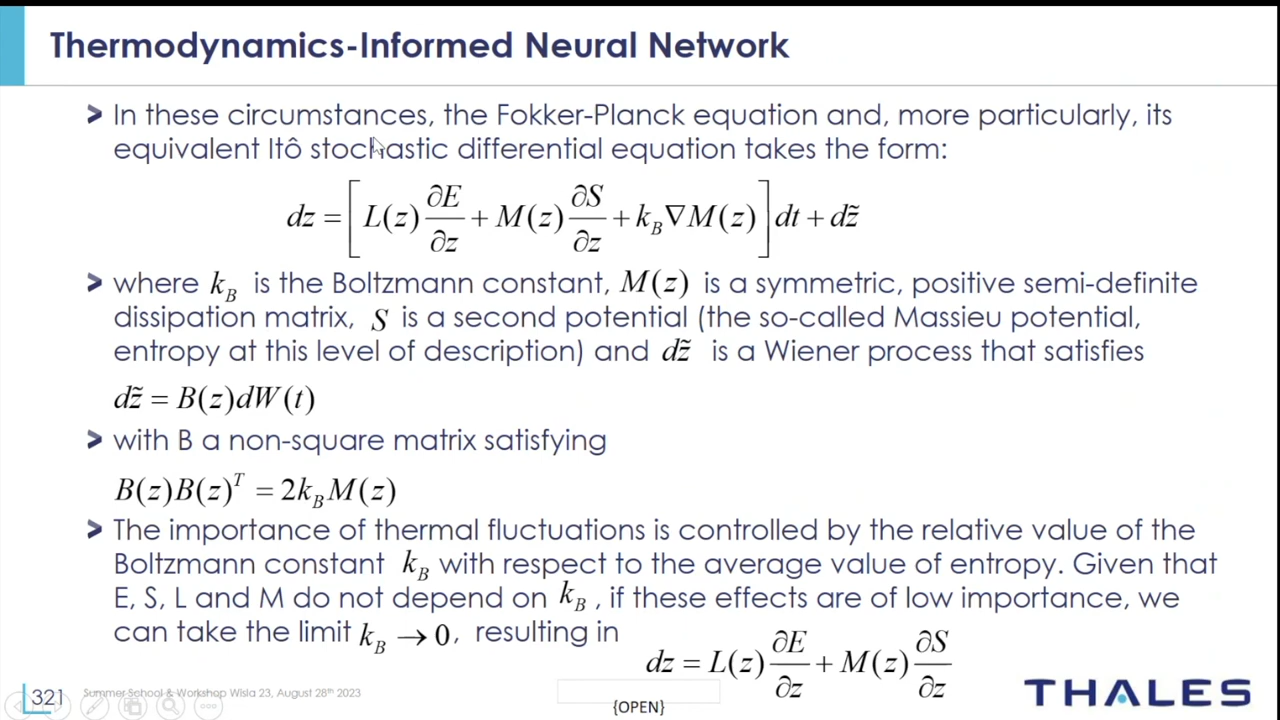 Thermodynamics-Informed Neural Network
> In these circumstances, the Fokker-Planck equation and, more particularly, its
equivalent Itô stochastic differential equation takes the form:
dz = [ L(z) ∂E/∂z + M(z) ∂S/∂z + k_B ∇M(z) ] dt + dz̃
> where k_B is the Boltzmann constant, M(z) is a symmetric, positive semi-definite
dissipation matrix, S is a second potential (the so-called Massieu potential,
entropy at this level of description) and dz̃ is a Wiener process that satisfies
dz̃ = B(z)dW(t)
> with B a non-square matrix satisfying
B(z)B(z)^T = 2k_B M(z)
> The importance of thermal fluctuations is controlled by the relative value of the
Boltzmann constant k_B with respect to the average value of entropy. Given that
E, S, L and M do not depend on k_B , if these effects are of low importance, we
can take the limit k_B → 0, resulting in
dz = L(z) ∂E/∂z + M(z) ∂S/∂z
321
Summer School & Workshop Wisla 23, August 28th 2023
{OPEN}
THALES